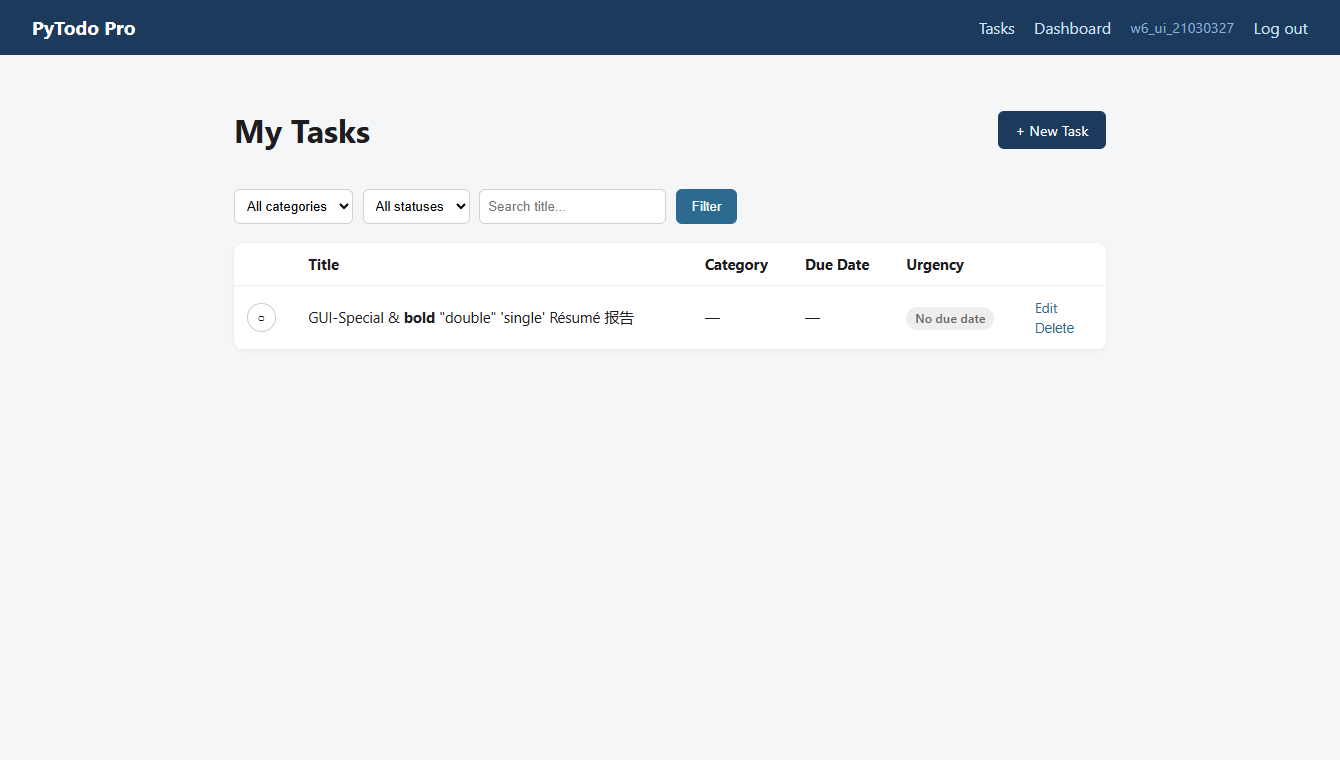 PyTodo Pro Tasks Dashboard w6_ui_21030327 Log out
My Tasks + New Task
All categories All statuses Search title... Filter
Title Category Due Date Urgency
GUI-Special & bold "double" 'single' Résumé 报告 — — No due date Edit
Delete